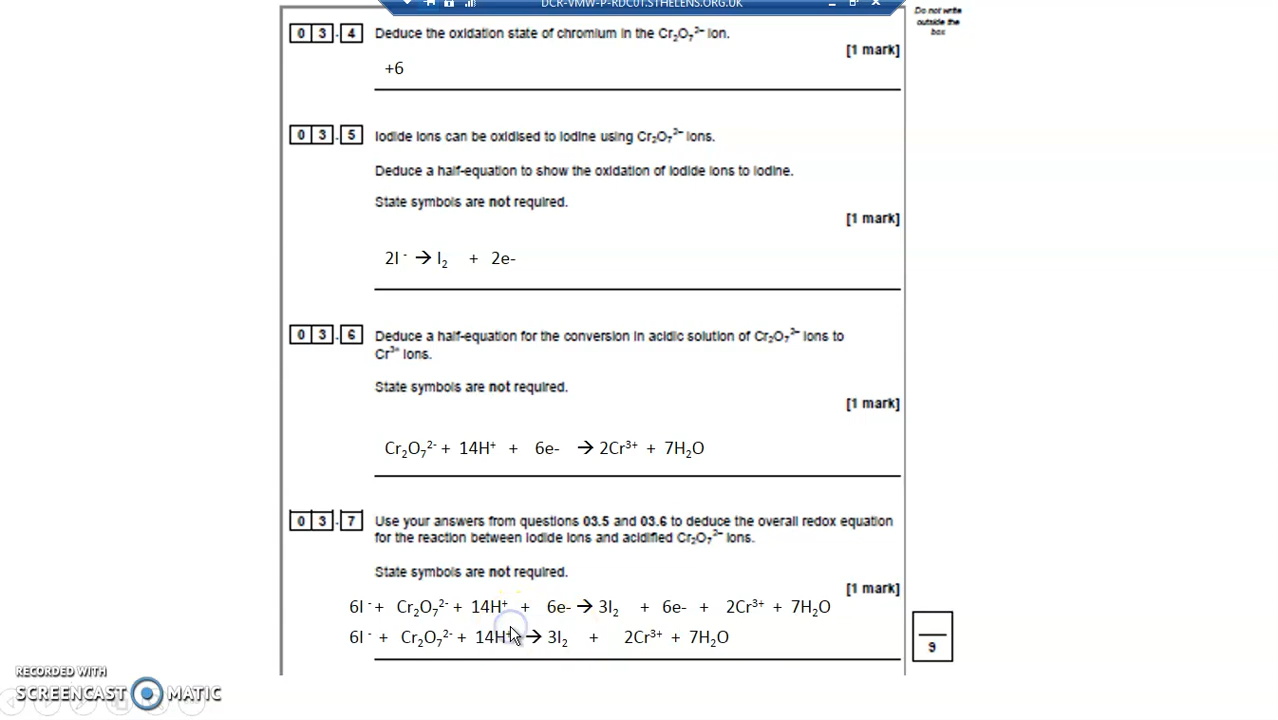 DCR-VMW-P-RDC01.STHELENS.ORG.UK
Do not write
outside the
box
0 3 . 4 Deduce the oxidation state of chromium in the Cr₂O₇²⁻ ion.
[1 mark]
+6
0 3 . 5 Iodide ions can be oxidised to iodine using Cr₂O₇²⁻ ions.
Deduce a half-equation to show the oxidation of iodide ions to iodine.
State symbols are not required.
[1 mark]
2I ⁻ → I₂ + 2e-
0 3 . 6 Deduce a half-equation for the conversion in acidic solution of Cr₂O₇²⁻ ions to
Cr³⁺ ions.
State symbols are not required.
[1 mark]
Cr₂O₇²⁻ + 14H⁺ + 6e- → 2Cr³⁺ + 7H₂O
0 3 . 7 Use your answers from questions 03.5 and 03.6 to deduce the overall redox equation
for the reaction between iodide ions and acidified Cr₂O₇²⁻ ions.
State symbols are not required.
[1 mark]
6I ⁻ + Cr₂O₇²⁻ + 14H⁺ + 6e- → 3I₂ + 6e- + 2Cr³⁺ + 7H₂O
6I ⁻ + Cr₂O₇²⁻ + 14H⁺ → 3I₂ + 2Cr³⁺ + 7H₂O
9
RECORDED WITH
SCREENCAST MATIC